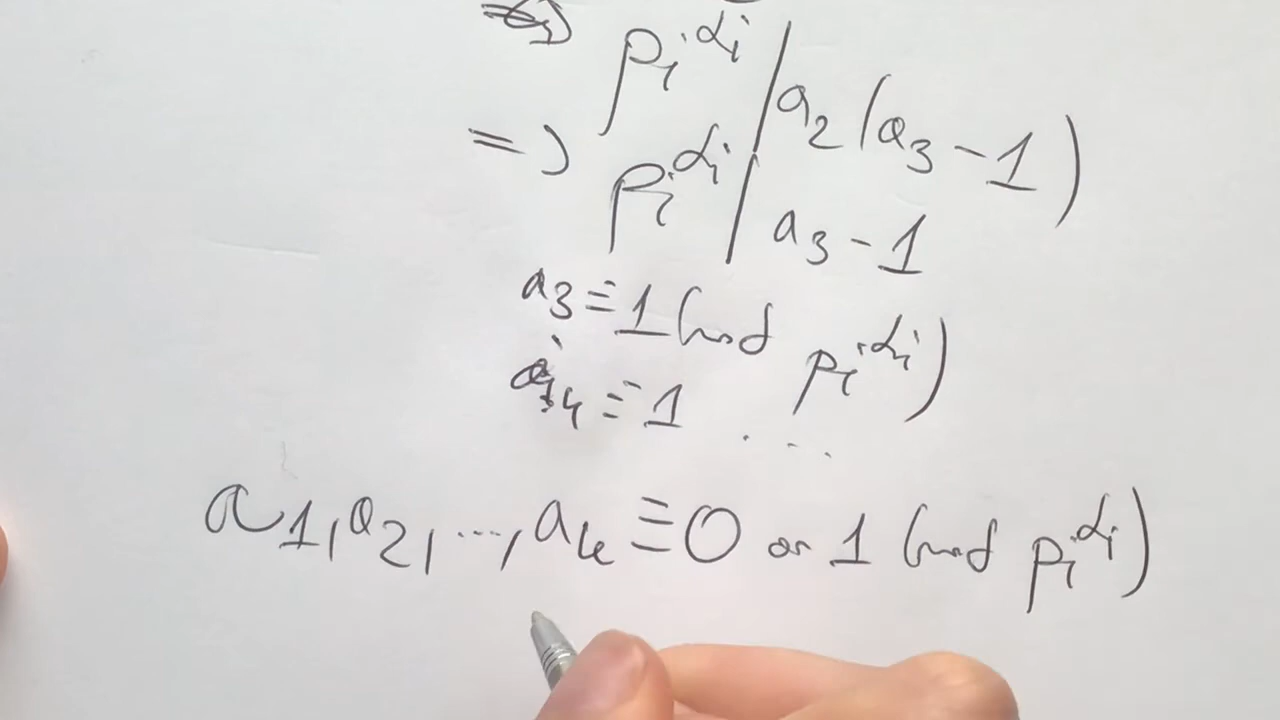 p_i^{α_i} | a_2 (a_3 - 1)
=> p_i^{α_i} | a_3 - 1
a_3 ≡ 1 (mod p_i^{α_i})
a_4 ≡ 1 ....
a_1, a_2, ..., a_k ≡ 0 or 1 (mod p_i^{α_i})